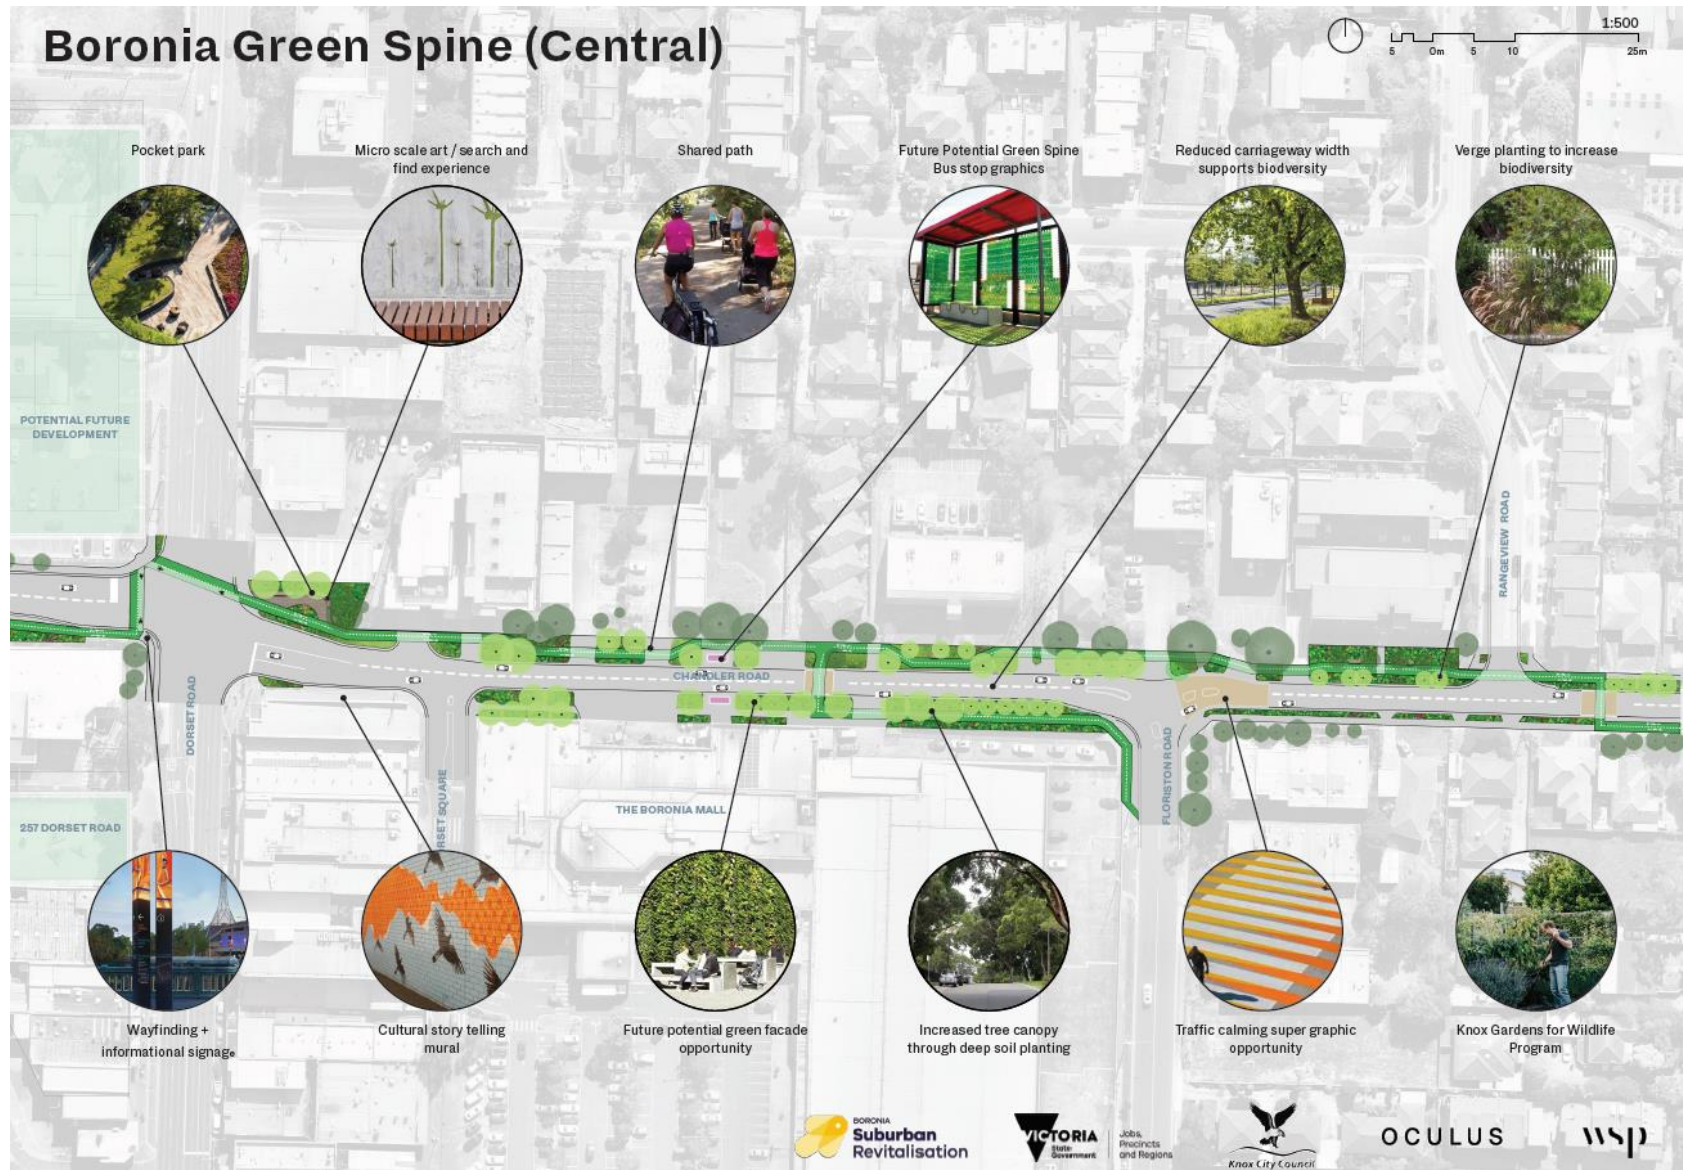 Boronia Green Spine (Central)
1:500
5 0m 5 10 25m
Pocket park
Micro scale art / search and
find experience
Shared path
Future Potential Green Spine
Bus stop graphics
Reduced carriageway width
supports biodversity
Verge planting to increase
biodiversity
POTENTIAL FUTURE
DEVELOPMENT
RANGEVIEW ROAD
CHANDLER ROAD
DORSET ROAD
RSET SQUARE
FLORISTON ROAD
THE BORONIA MALL
257 DORSET ROAD
Wayfinding +
informational signage
Cultural story telling
mural
Future potential green facade
opportunity
Increased tree canopy
through deep soil planting
Traffic calming super graphic
opportunity
Knox Gardens for Wildlife
Program
BORONIA
Suburban
Revitalisation
VICTORIA
State
Government
Jobs,
Precincts
and Regions
Knox City Council
OCULUS
wsp